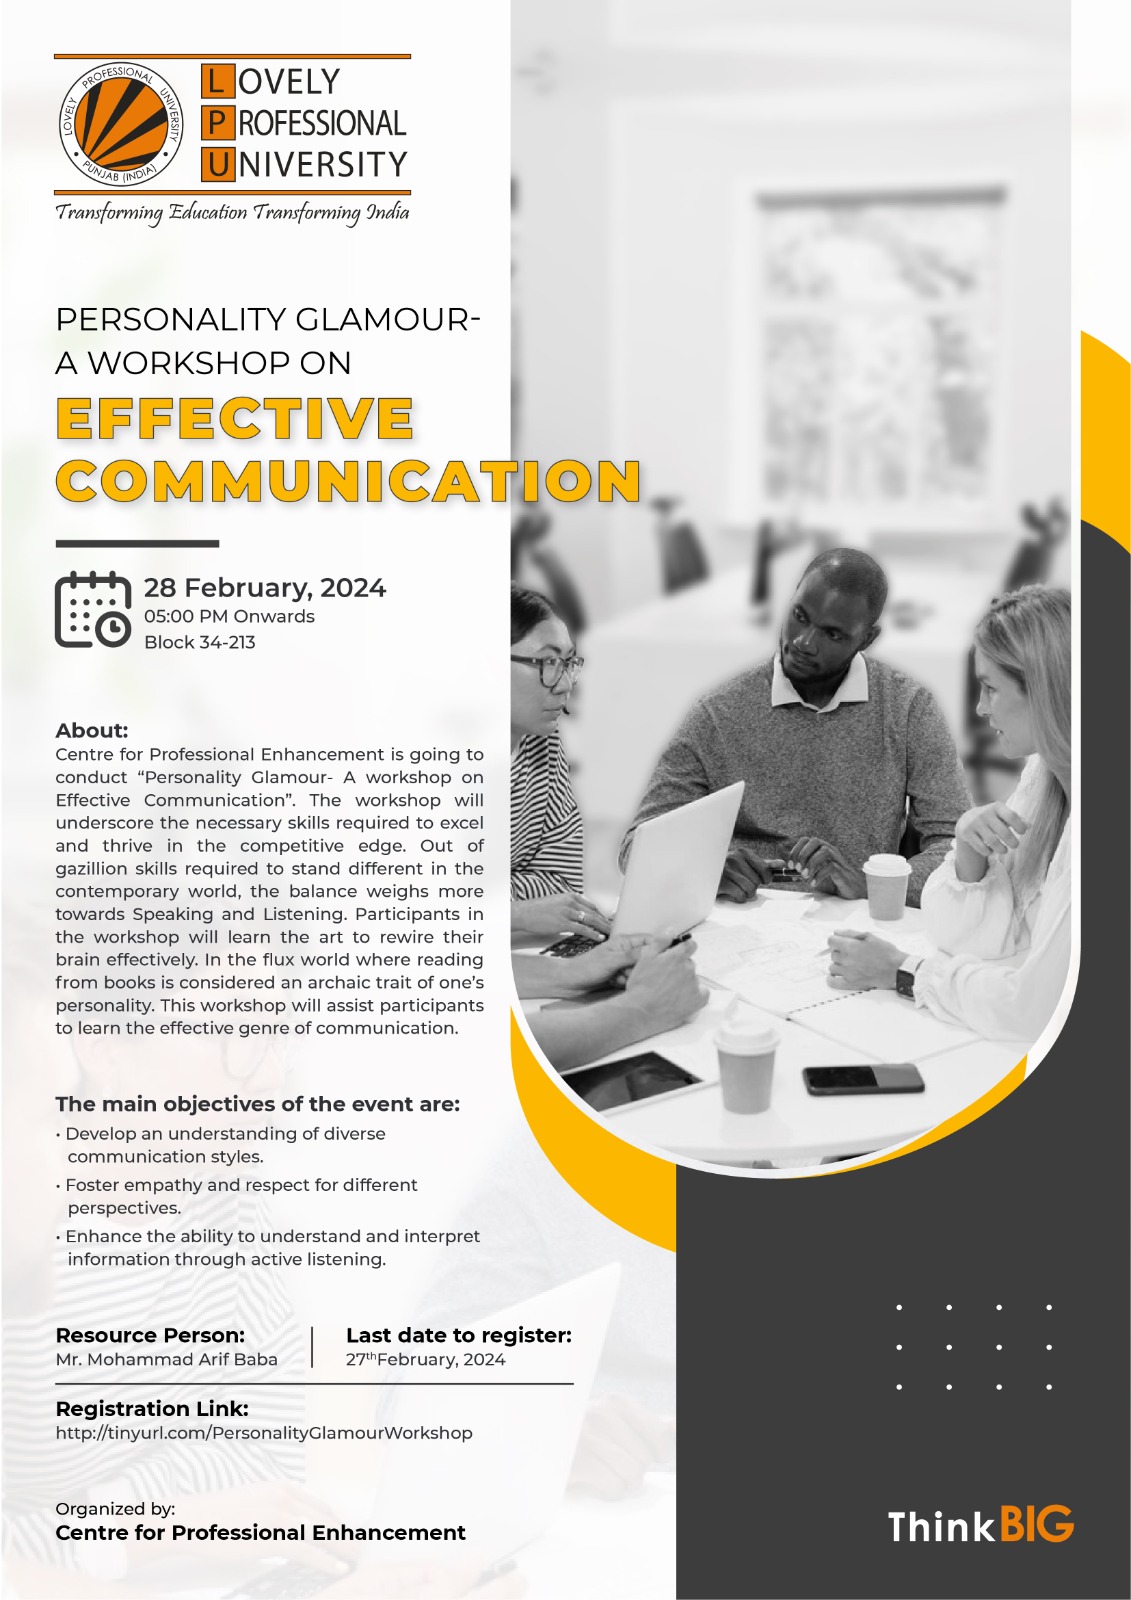 LOVELY PROFESSIONAL UNIVERSITY
PUNJAB (INDIA)
LOVELY
PROFESSIONAL
UNIVERSITY
Transforming Education Transforming India
PERSONALITY GLAMOUR-
A WORKSHOP ON
EFFECTIVE
COMMUNICATION
28 February, 2024
05:00 PM Onwards
Block 34-213
About:
Centre for Professional Enhancement is going to
conduct “Personality Glamour- A workshop on
Effective Communication”. The workshop will
underscore the necessary skills required to excel
and thrive in the competitive edge. Out of
gazillion skills required to stand different in the
contemporary world, the balance weighs more
towards Speaking and Listening. Participants in
the workshop will learn the art to rewire their
brain effectively. In the flux world where reading
from books is considered an archaic trait of one’s
personality. This workshop will assist participants
to learn the effective genre of communication.
The main objectives of the event are:
• Develop an understanding of diverse
communication styles.
• Foster empathy and respect for different
perspectives.
• Enhance the ability to understand and interpret
information through active listening.
Resource Person:
Mr. Mohammad Arif Baba
Last date to register:
27thFebruary, 2024
Registration Link:
http://tinyurl.com/PersonalityGlamourWorkshop
Organized by:
Centre for Professional Enhancement
Think BIG